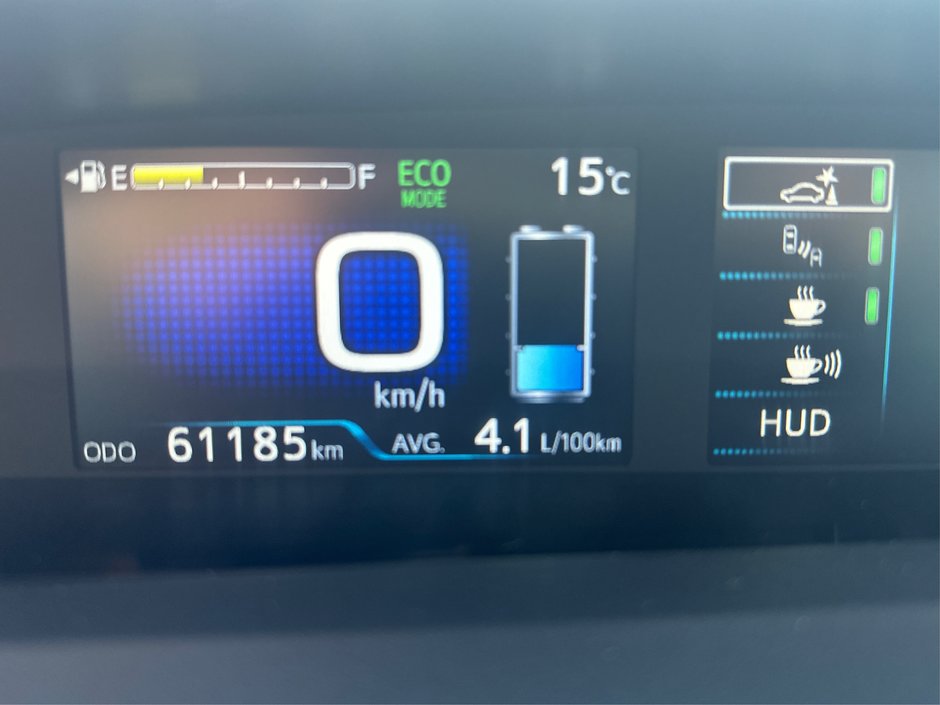 E F ECO 15°C
MODE
0
km/h
ODO 61185km AVG. 4.1 L/100km
A
HUD